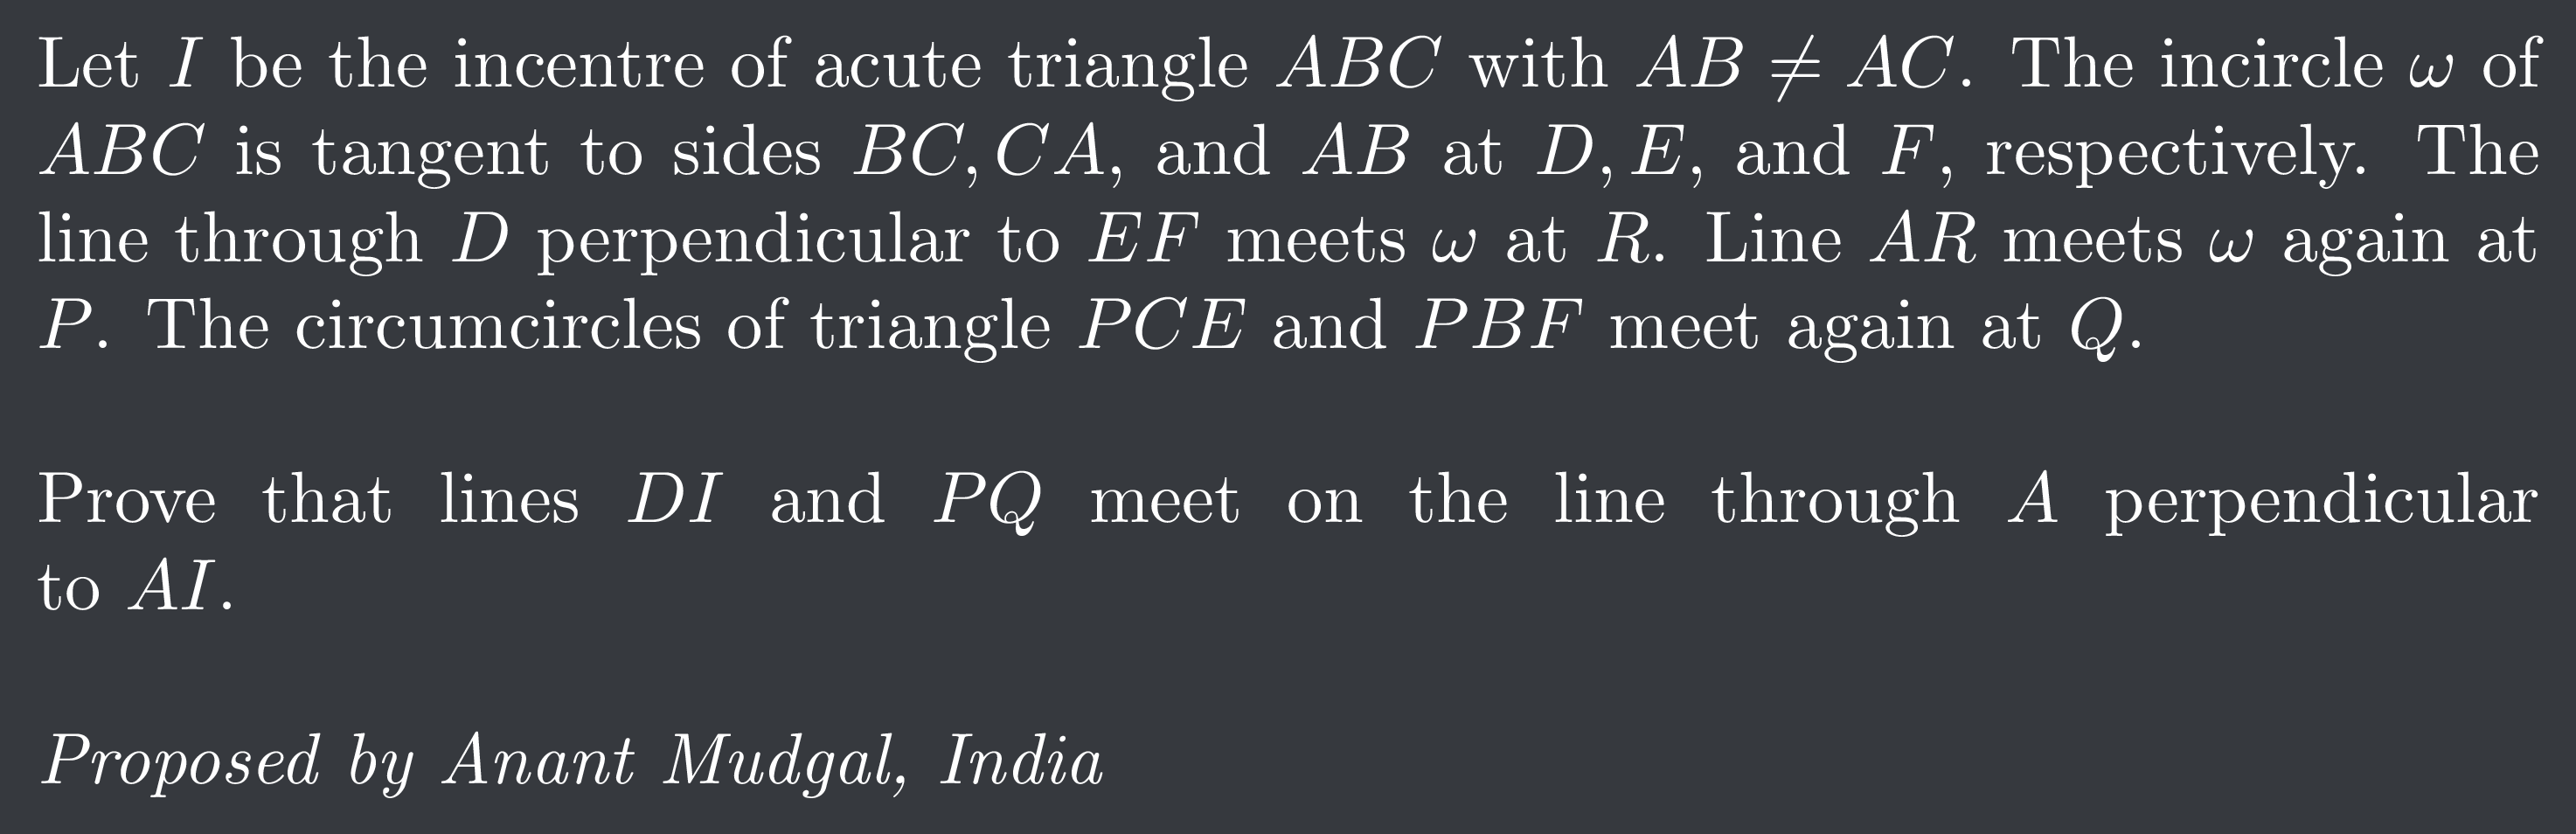 Let I be the incentre of acute triangle ABC with AB ≠ AC. The incircle ω of
ABC is tangent to sides BC, CA, and AB at D, E, and F, respectively. The
line through D perpendicular to EF meets ω at R. Line AR meets ω again at
P. The circumcircles of triangle PCE and PBF meet again at Q.
Prove that lines DI and PQ meet on the line through A perpendicular
to AI.
Proposed by Anant Mudgal, India